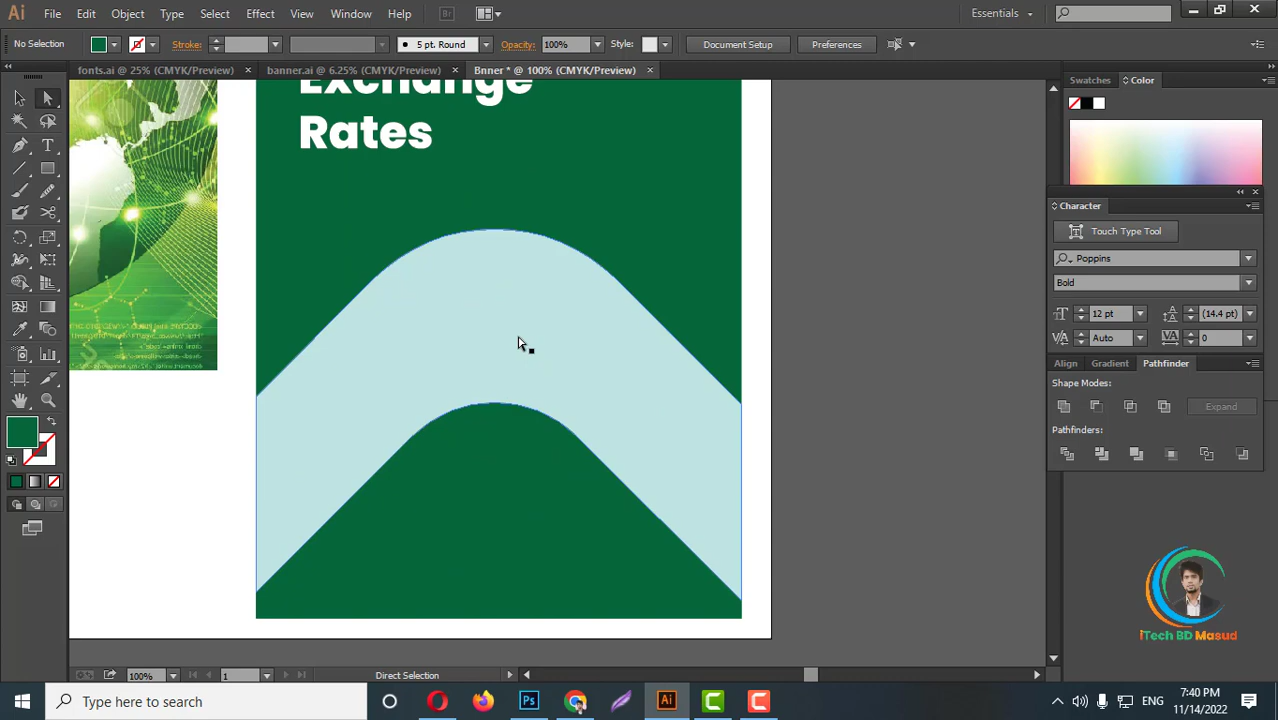 Ai
File Edit Object Type Select Effect View Window Help
Br
Essentials
No Selection
Stroke:
5 pt. Round
Opacity: 100%
Style:
Document Setup
Preferences
fonts.ai @ 25% (CMYK/Preview) ×
banner.ai @ 6.25% (CMYK/Preview) ×
Bnner * @ 100% (CMYK/Preview) ×
Swatches
Color
Exchange
Rates
Character
Touch Type Tool
Poppins
Bold
12 pt
(14.4 pt)
Auto
0
Align
Gradient
Pathfinder
Shape Modes:
Expand
Pathfinders:
iTech BD Masud
100%
1
Direct Selection
Type here to search
Ps
Ai
ENG
7:40 PM
11/14/2022